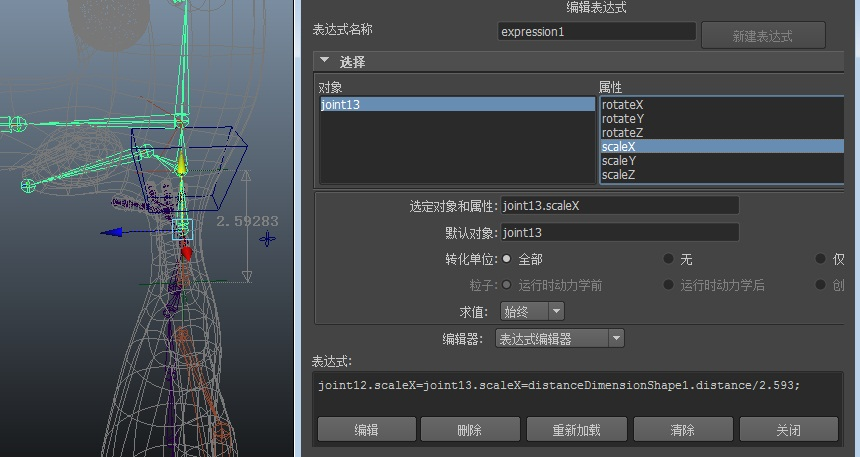 编辑表达式
表达式名称 expression1 新建表达式
选择
对象 属性
joint13 rotateX
rotateY
rotateZ
scaleX
scaleY
scaleZ
2.59283
选定对象和属性: joint13.scaleX
默认对象: joint13
转化单位: 全部 无 仅
粒子: 运行时动力学前 运行时动力学后 创
求值: 始终
编辑器: 表达式编辑器
表达式:
joint12.scaleX=joint13.scaleX=distanceDimensionShape1.distance/2.593;
编辑 删除 重新加载 清除 关闭